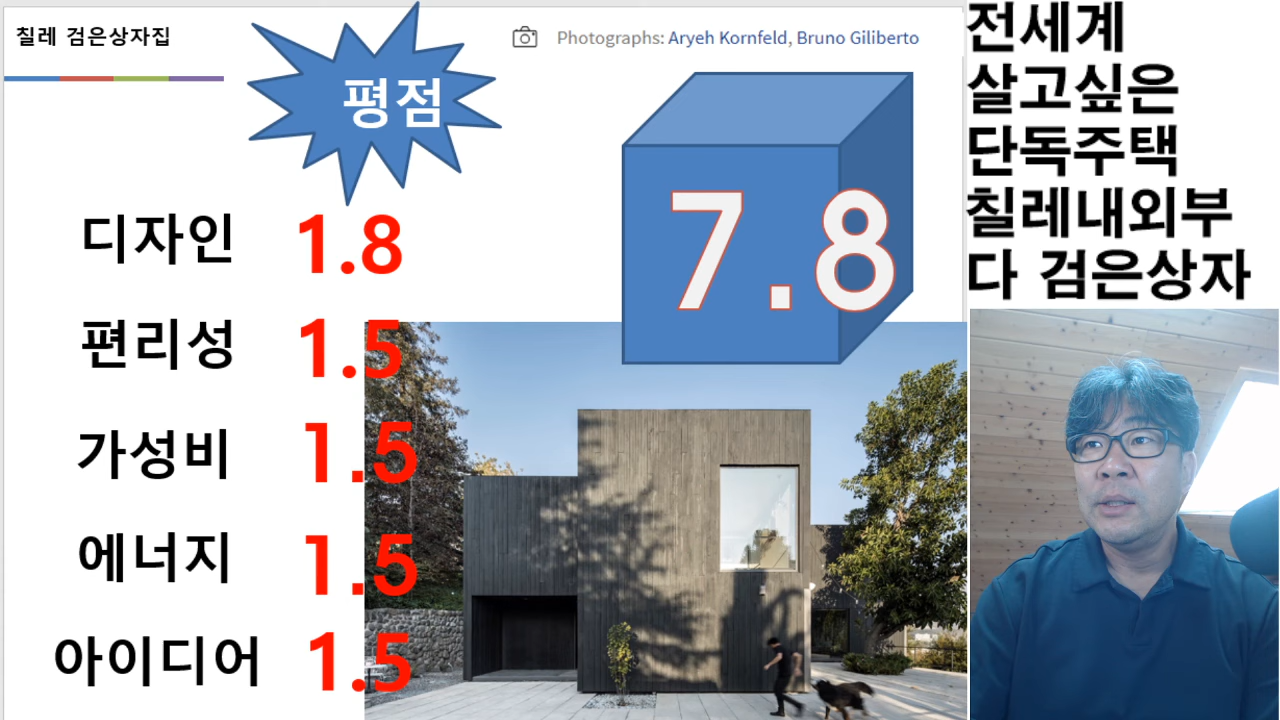 칠레 검은상자집
평점
Photographs: Aryeh Kornfeld, Bruno Giliberto
7.8
디자인 1.8
편리성 1.5
가성비 1.5
에너지 1.5
아이디어 1.5
전세계
살고싶은
단독주택
칠레내외부
다 검은상자